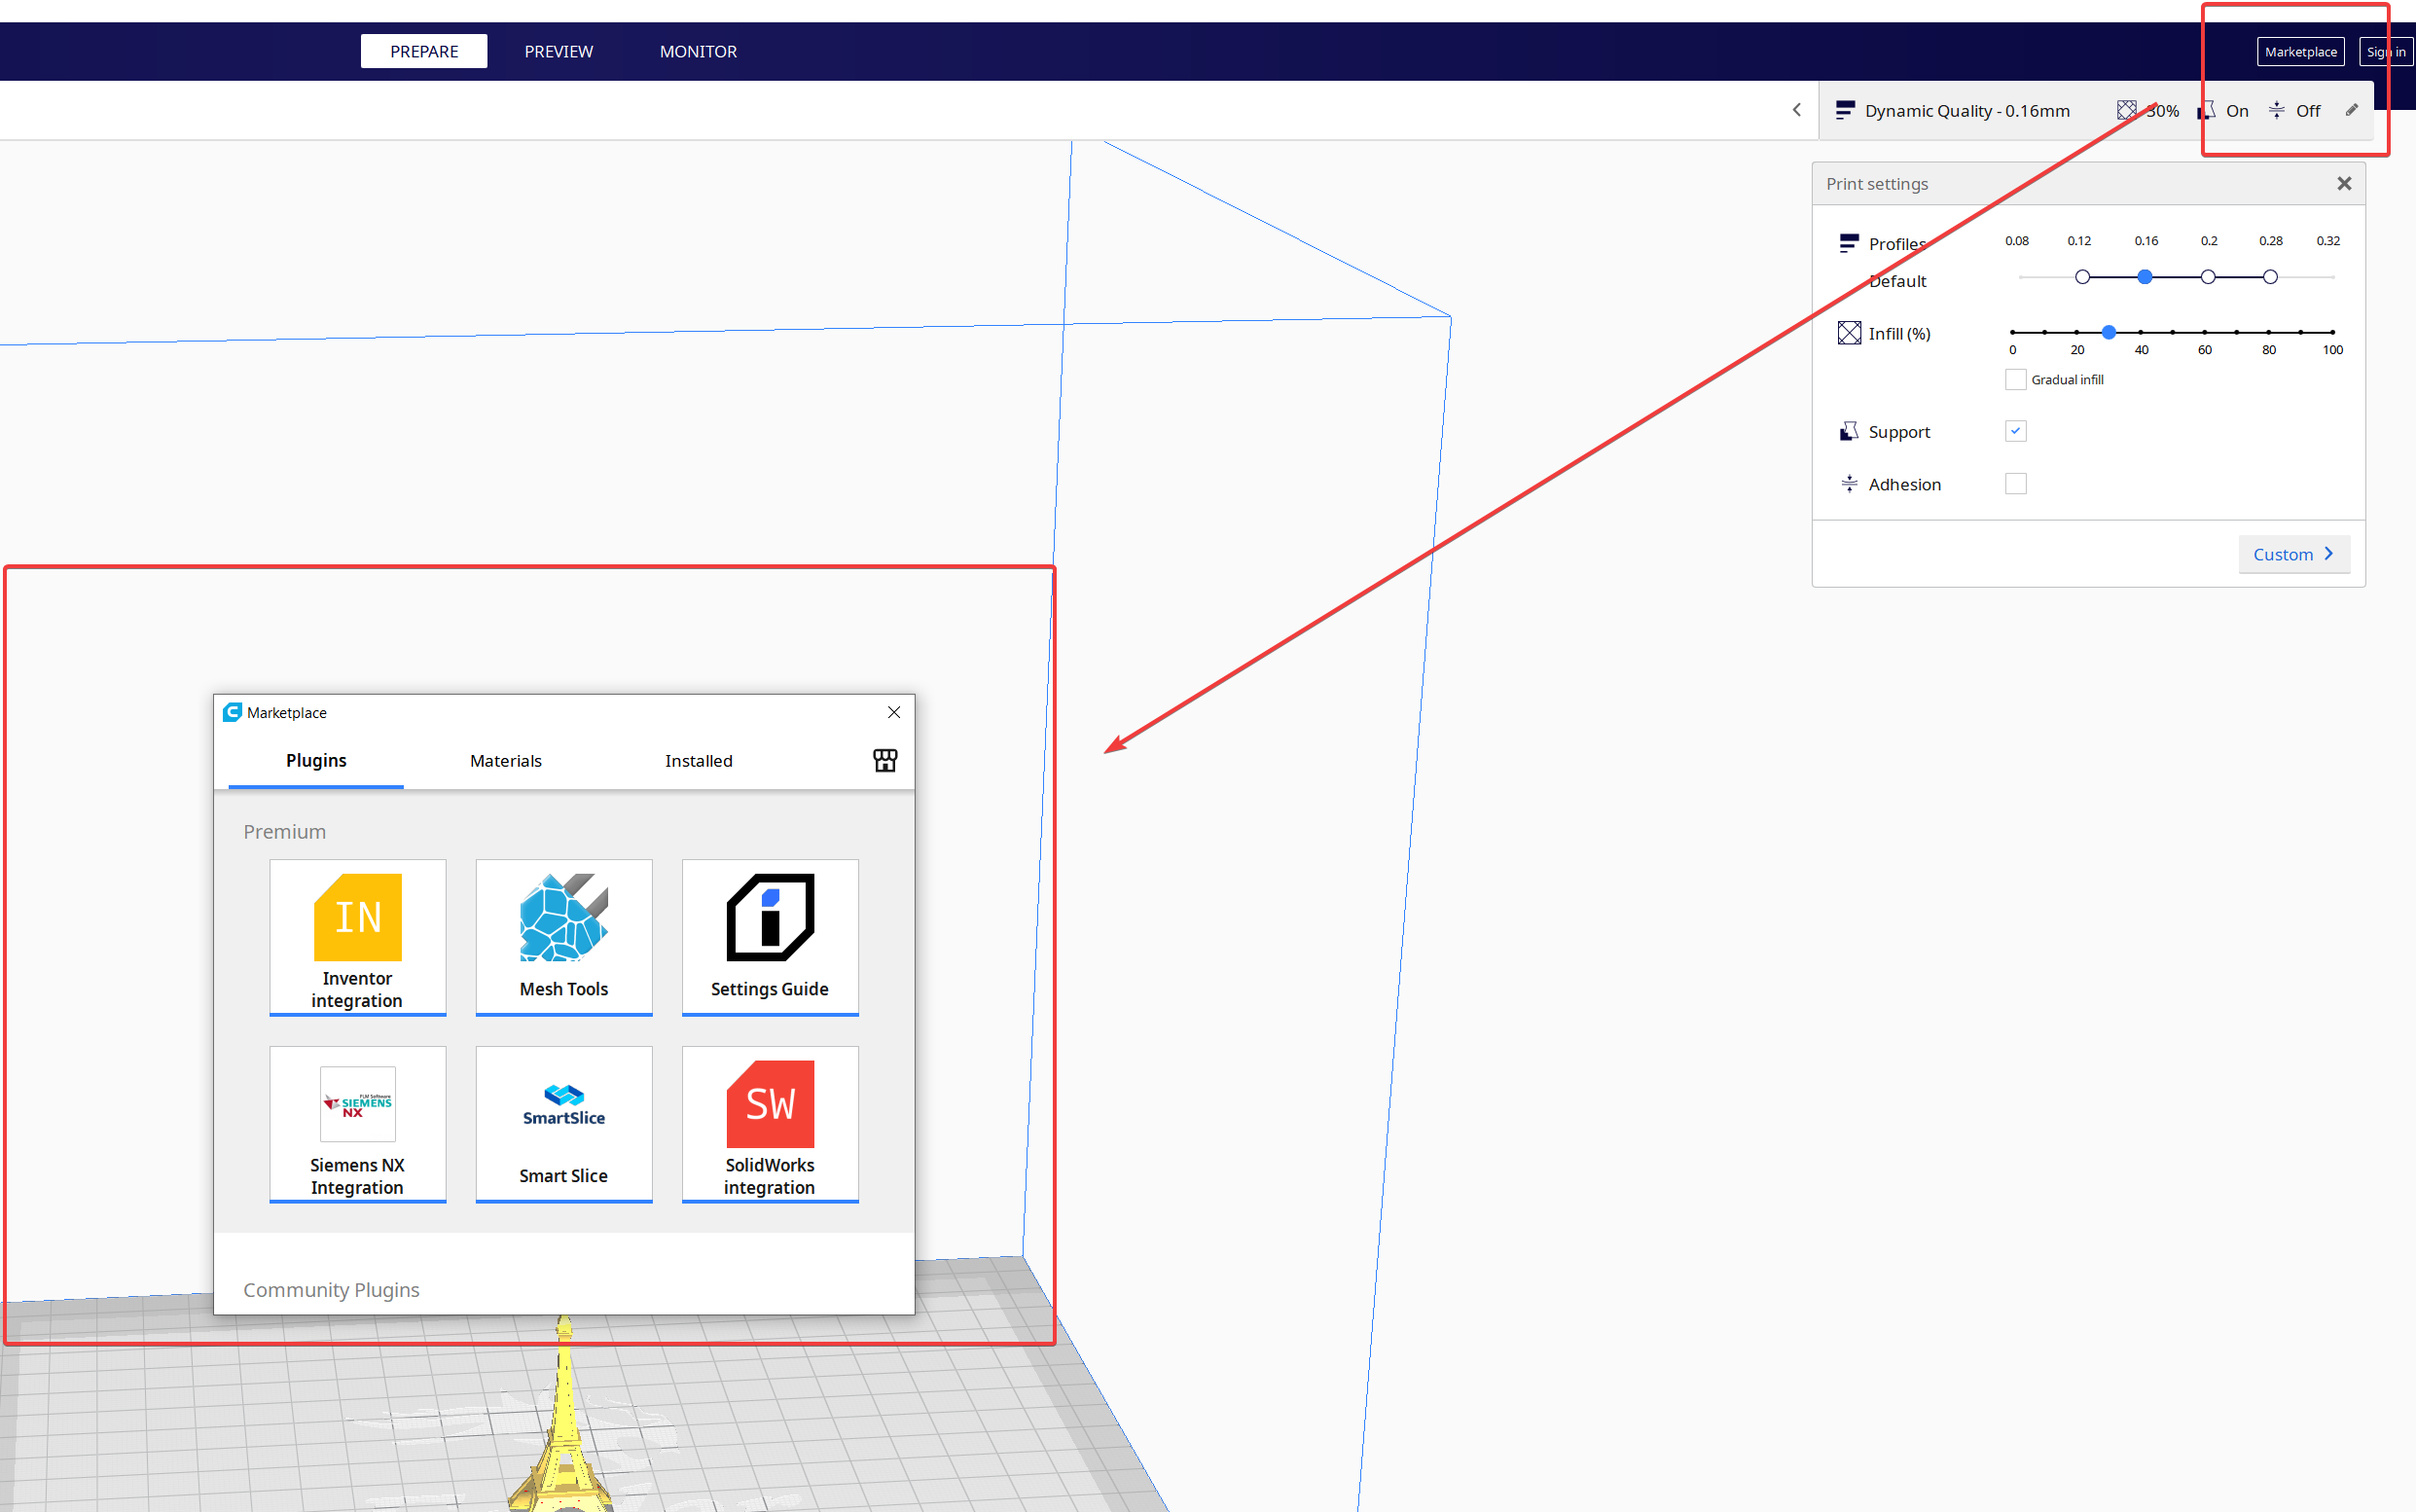 PREPARE PREVIEW MONITOR Marketplace Sign in
Dynamic Quality - 0.16mm 30% On Off
Print settings
Profiles 0.08 0.12 0.16 0.2 0.28 0.32
Default
Infill (%)
0 20 40 60 80 100
Gradual infill
Support
Adhesion
Custom
Marketplace
Plugins Materials Installed
Premium
IN
Inventor
integration
Mesh Tools
Settings Guide
PLM Software
SIEMENS
NX
Siemens NX
Integration
SmartSlice
Smart Slice
SW
SolidWorks
integration
Community Plugins